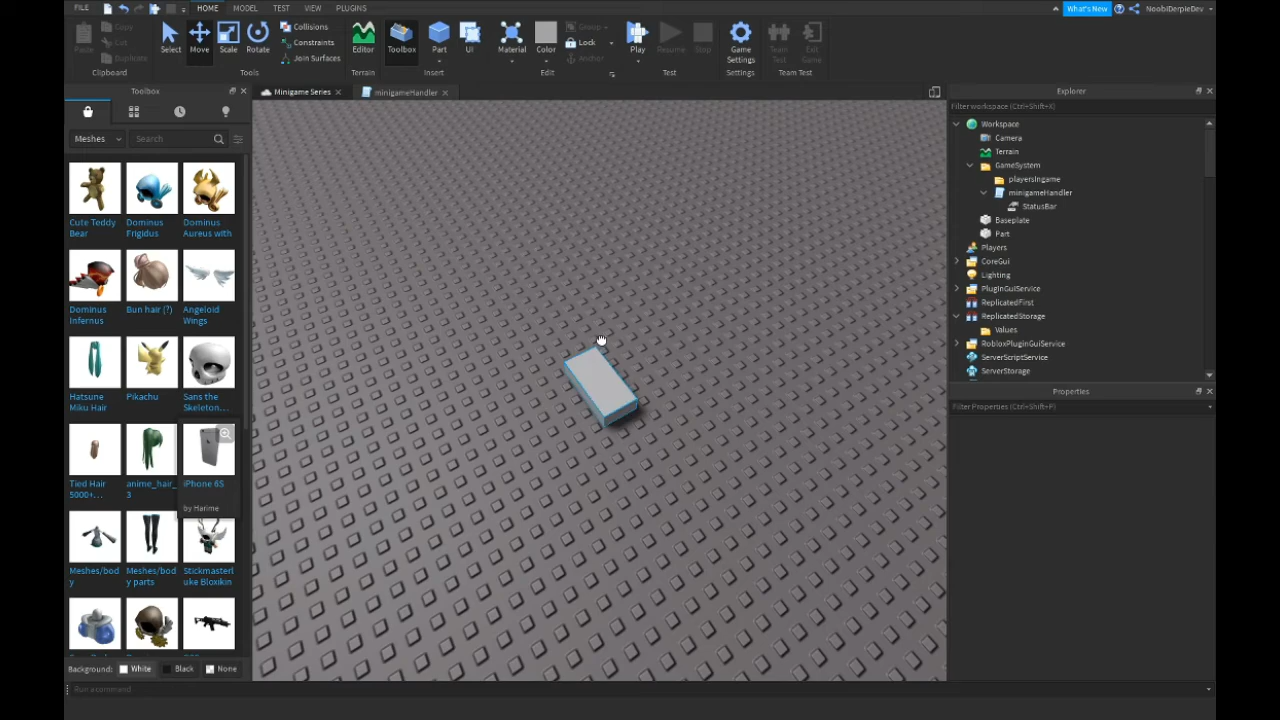 FILE HOME MODEL TEST VIEW PLUGINS What's New NoobiDerpieDev
Paste Copy Cut Duplicate Select Move Scale Rotate Collisions Constraints Join Surfaces Editor Toolbox Part UI Material Color Group Lock Anchor Play Resume Stop Game Settings Team Test Exit Game
Clipboard Tools Terrain Insert Edit Test Settings Team Test
Toolbox
Minigame Series minigameHandler
Explorer
Meshes Search
Filter workspace (Ctrl+Shift+X)
Workspace
Camera
Terrain
GameSystem
playersIngame
minigameHandler
StatusBar
Baseplate
Part
Players
CoreGui
Lighting
PluginGuiService
ReplicatedFirst
ReplicatedStorage
Values
RobloxPluginGuiService
ServerScriptService
ServerStorage
Properties
Filter Properties (Ctrl+Shift+P)
Cute Teddy Dominus Dominus
Bear Frigidus Aureus with
Dominus Bun hair (?) Angeloid
Infernus Wings
Hatsune Pikachu Sans the
Miku Hair Skeleton...
Tied Hair anime_hair_ iPhone 6S
5000+... 3
by Harime
Meshes/bod Meshes/bod Stickmasterl
y y parts uke Bloxikin
Background: White Black None
Run a command